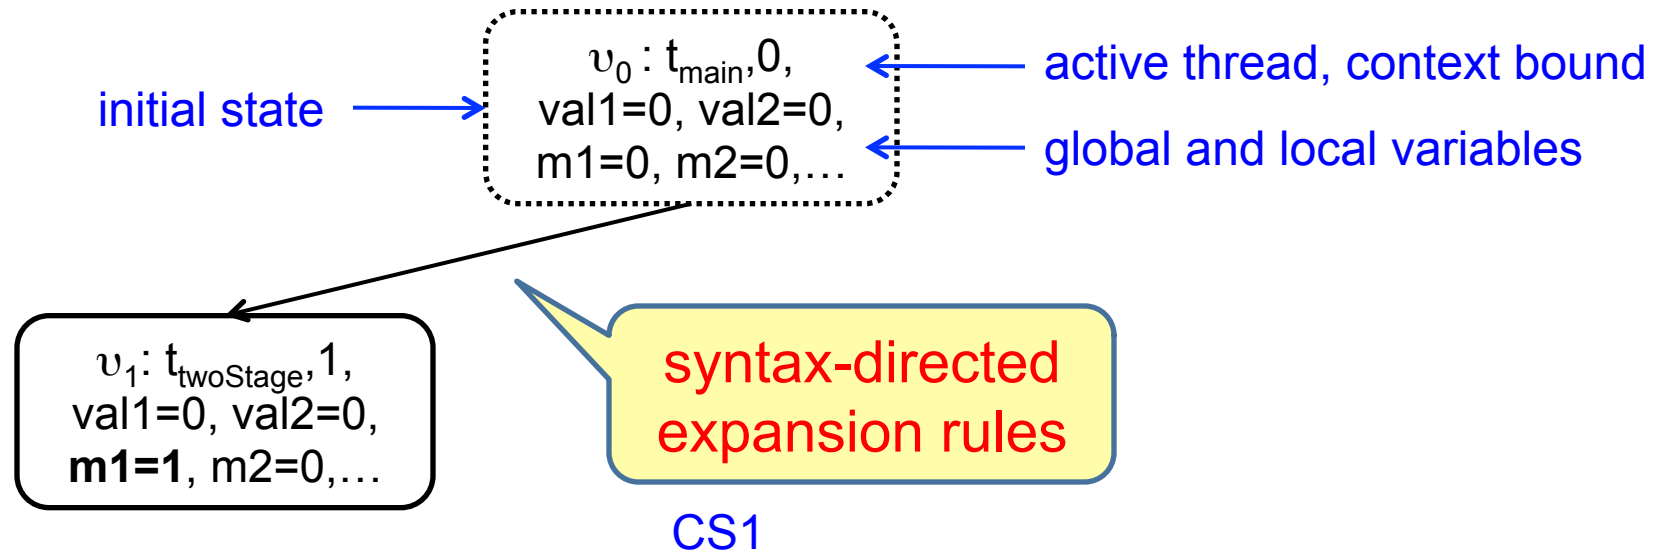 υ0 : tmain,0,
val1=0, val2=0,
m1=0, m2=0,…
initial state
active thread, context bound
global and local variables
υ1: ttwoStage,1,
val1=0, val2=0,
m1=1, m2=0,…
syntax-directed
expansion rules
CS1